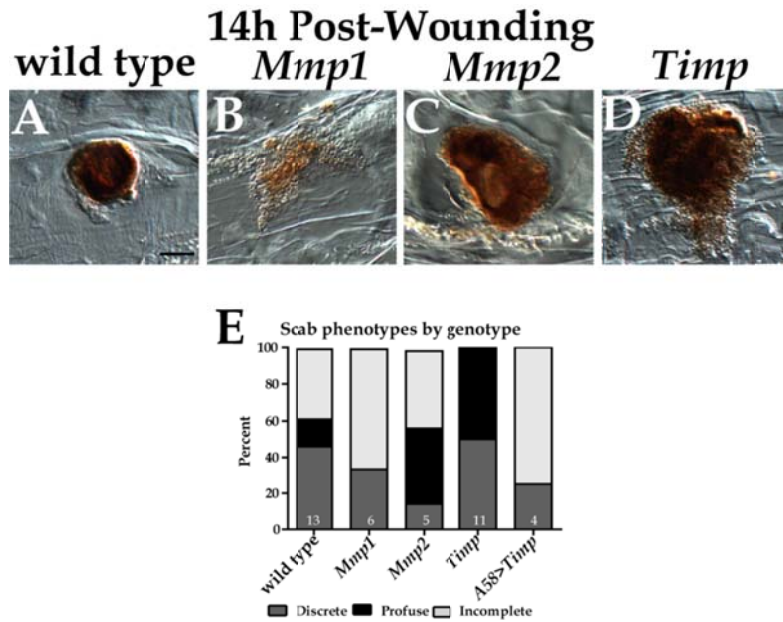 14h Post-Wounding
wild type Mmp1 Mmp2 Timp
A B C D
E Scab phenotypes by genotype
100
80
60
40
20
0
Percent
13 6 5 11 4
wild type Mmp1 Mmp2 Timp A58>Timp
Discrete Profuse Incomplete